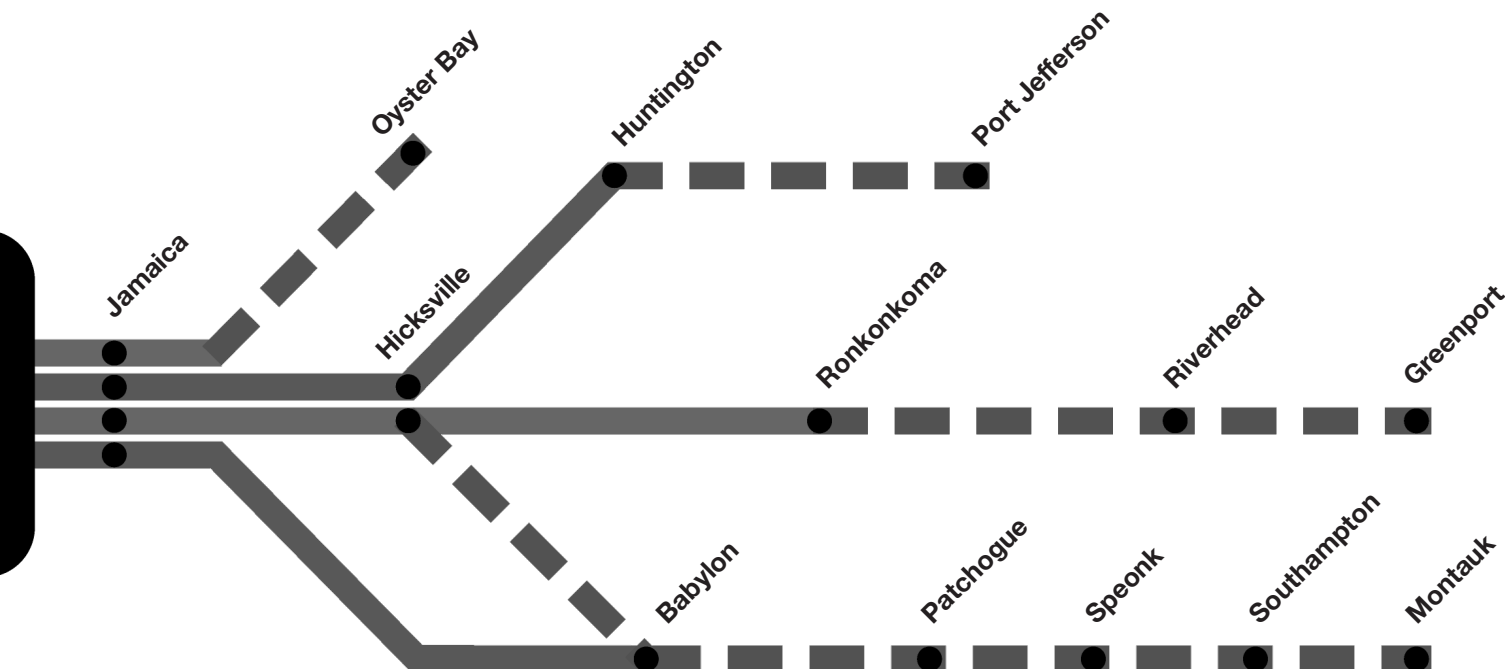 Oyster Bay
Huntington
Port Jefferson
Jamaica
Hicksville
Ronkonkoma
Riverhead
Greenport
Babylon
Patchogue
Speonk
Southampton
Montauk